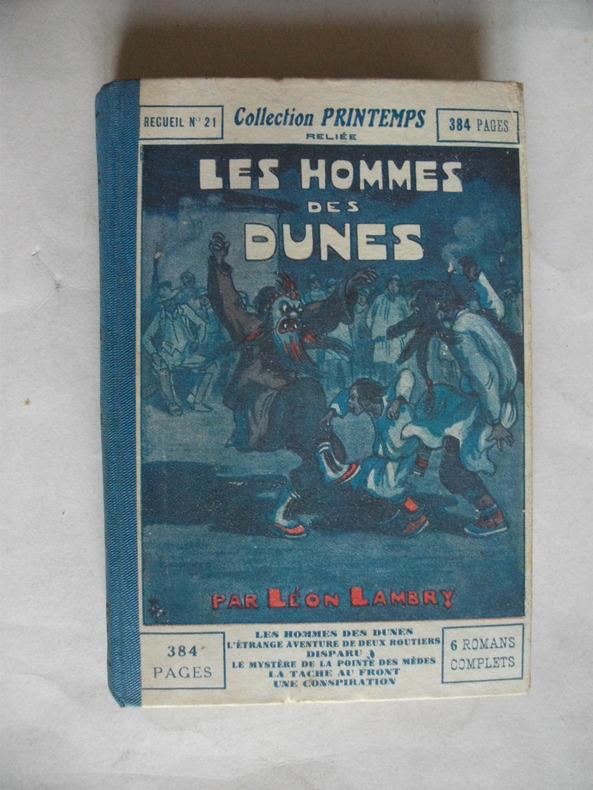 RECUEIL N° 21
Collection PRINTEMPS
RELIÉE
384 PAGES
LES HOMMES
DES
DUNES
PAR LÉON LAMBRY
384
PAGES
LES HOMMES DES DUNES
L'ÉTRANGE AVENTURE DE DEUX ROUTIERS
DISPARU
LE MYSTÈRE DE LA POINTE DES MÈDES
LA TACHE AU FRONT
UNE CONSPIRATION
6 ROMANS
COMPLETS